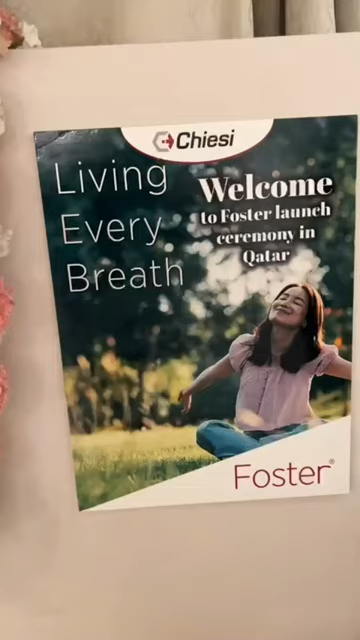 Chiesi
Living
Every
Breath
Welcome
to Foster launch
ceremony in
Qatar
Foster®